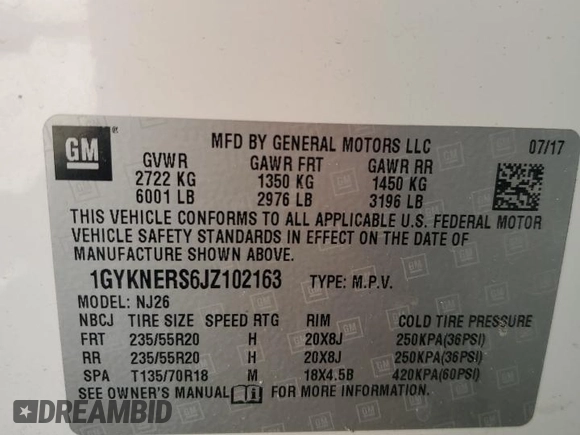 GM
MFD BY GENERAL MOTORS LLC 07/17
GVWR GAWR FRT GAWR RR
2722 KG 1350 KG 1450 KG
6001 LB 2976 LB 3196 LB
THIS VEHICLE CONFORMS TO ALL APPLICABLE U.S. FEDERAL MOTOR
VEHICLE SAFETY STANDARDS IN EFFECT ON THE DATE OF
MANUFACTURE SHOWN ABOVE.
1GYKNERS6JZ102163 TYPE: M.P.V.
MODEL: NJ26
NBCJ TIRE SIZE SPEED RTG RIM COLD TIRE PRESSURE
FRT 235/55R20 H 20X8J 250KPA(36PSI)
RR 235/55R20 H 20X8J 250KPA(36PSI)
SPA T135/70R18 M 18X4.5B 420KPA(60PSI)
SEE OWNER'S MANUAL FOR MORE INFORMATION.
DREAMBID